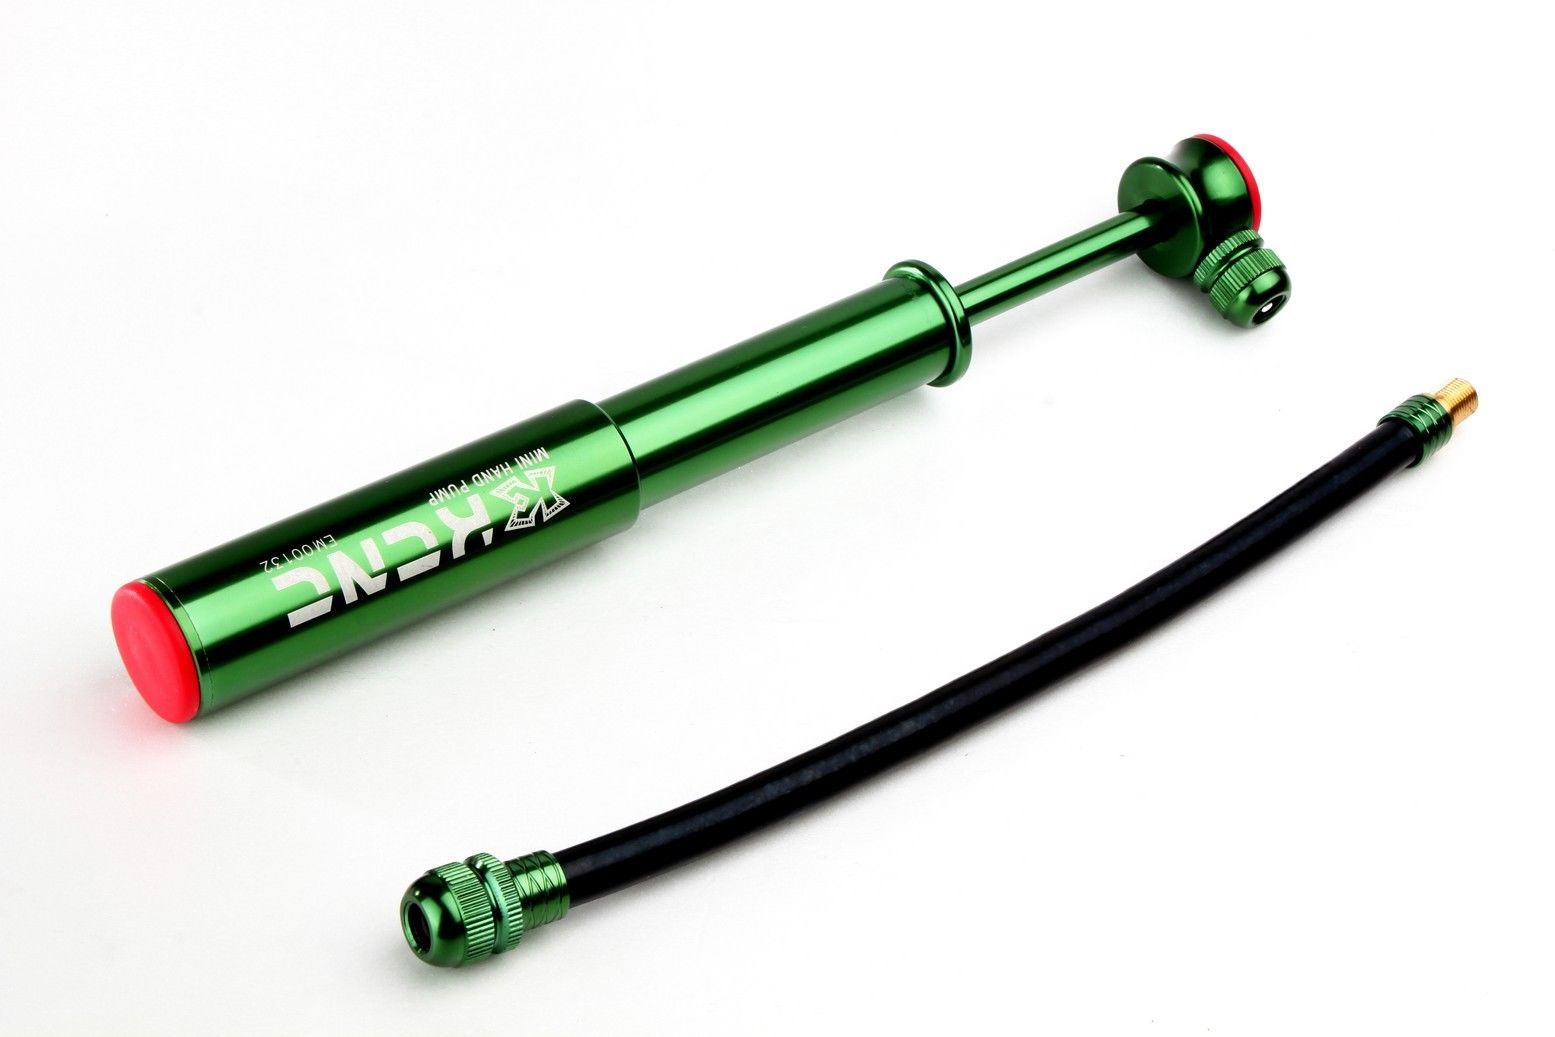 KCNC
MINI HAND PUMP
EM00132